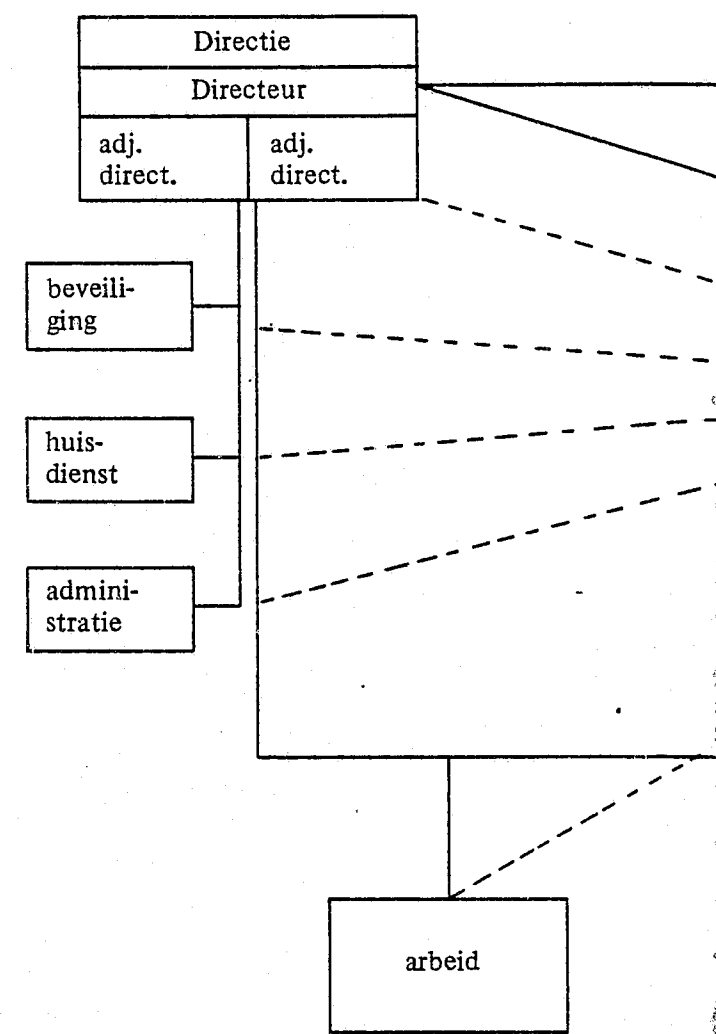 Directie
Directeur
adj.
direct.
adj.
direct.
beveili-
ging
huis-
dienst
admini-
stratie
arbeid